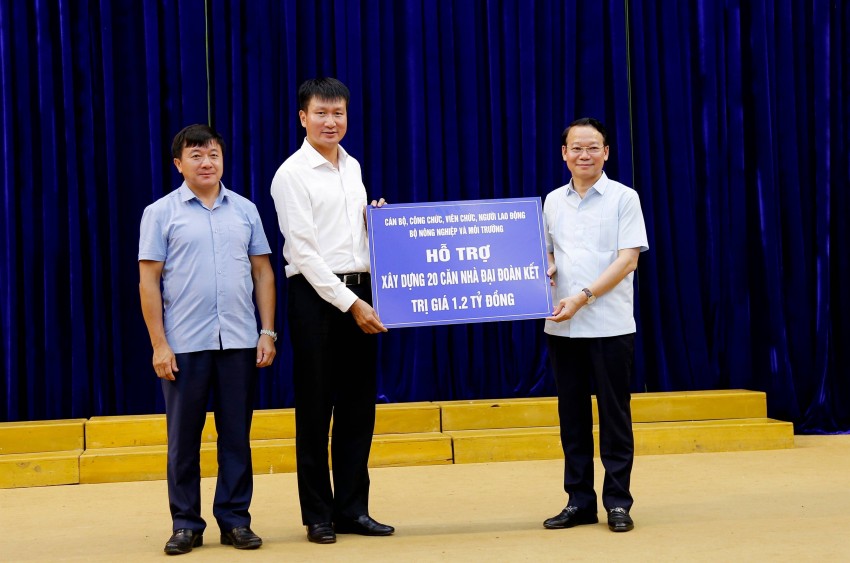 CÁN BỘ, CÔNG CHỨC, VIÊN CHỨC, NGƯỜI LAO ĐỘNG
BỘ NÔNG NGHIỆP VÀ MÔI TRƯỜNG
HỖ TRỢ
XÂY DỰNG 20 CĂN NHÀ ĐẠI ĐOÀN KẾT
TRỊ GIÁ 1.2 TỶ ĐỒNG